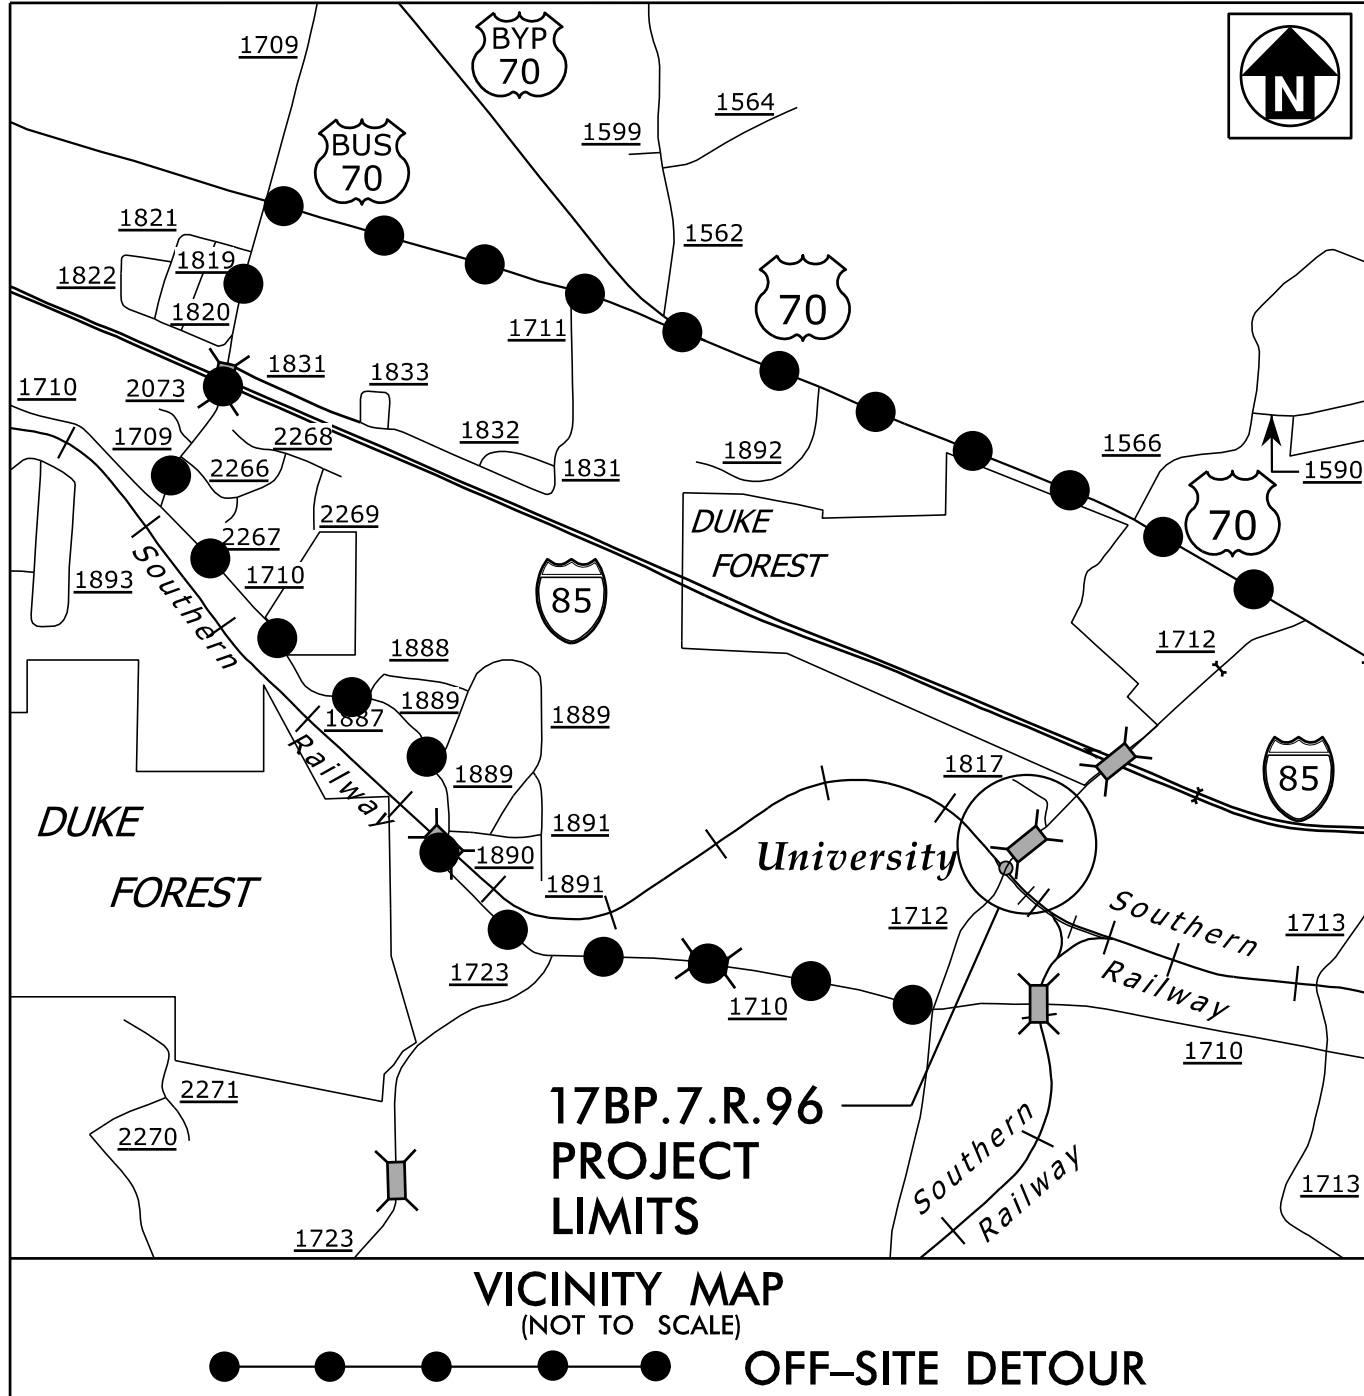 1709
BYP
70
1564
1599
N
BUS
70
1821
1562
1819
1822
1820
70
1711
1831
1833
1710
2073
1832
1709
2268
1892
1566
2266
1831
1590
2269
DUKE
70
2267
FOREST
1710
1893
Southern
85
1888
1712
1889
1889
1887
Railway
1889
1817
85
DUKE
1891
1890
University
FOREST
1891
1712
Southern
1713
1723
Railway
1710
1710
2271
17BP.7.R.96
PROJECT
LIMITS
2270
Southern
Railway
1713
1723
VICINITY MAP
(NOT TO SCALE)
OFF–SITE DETOUR